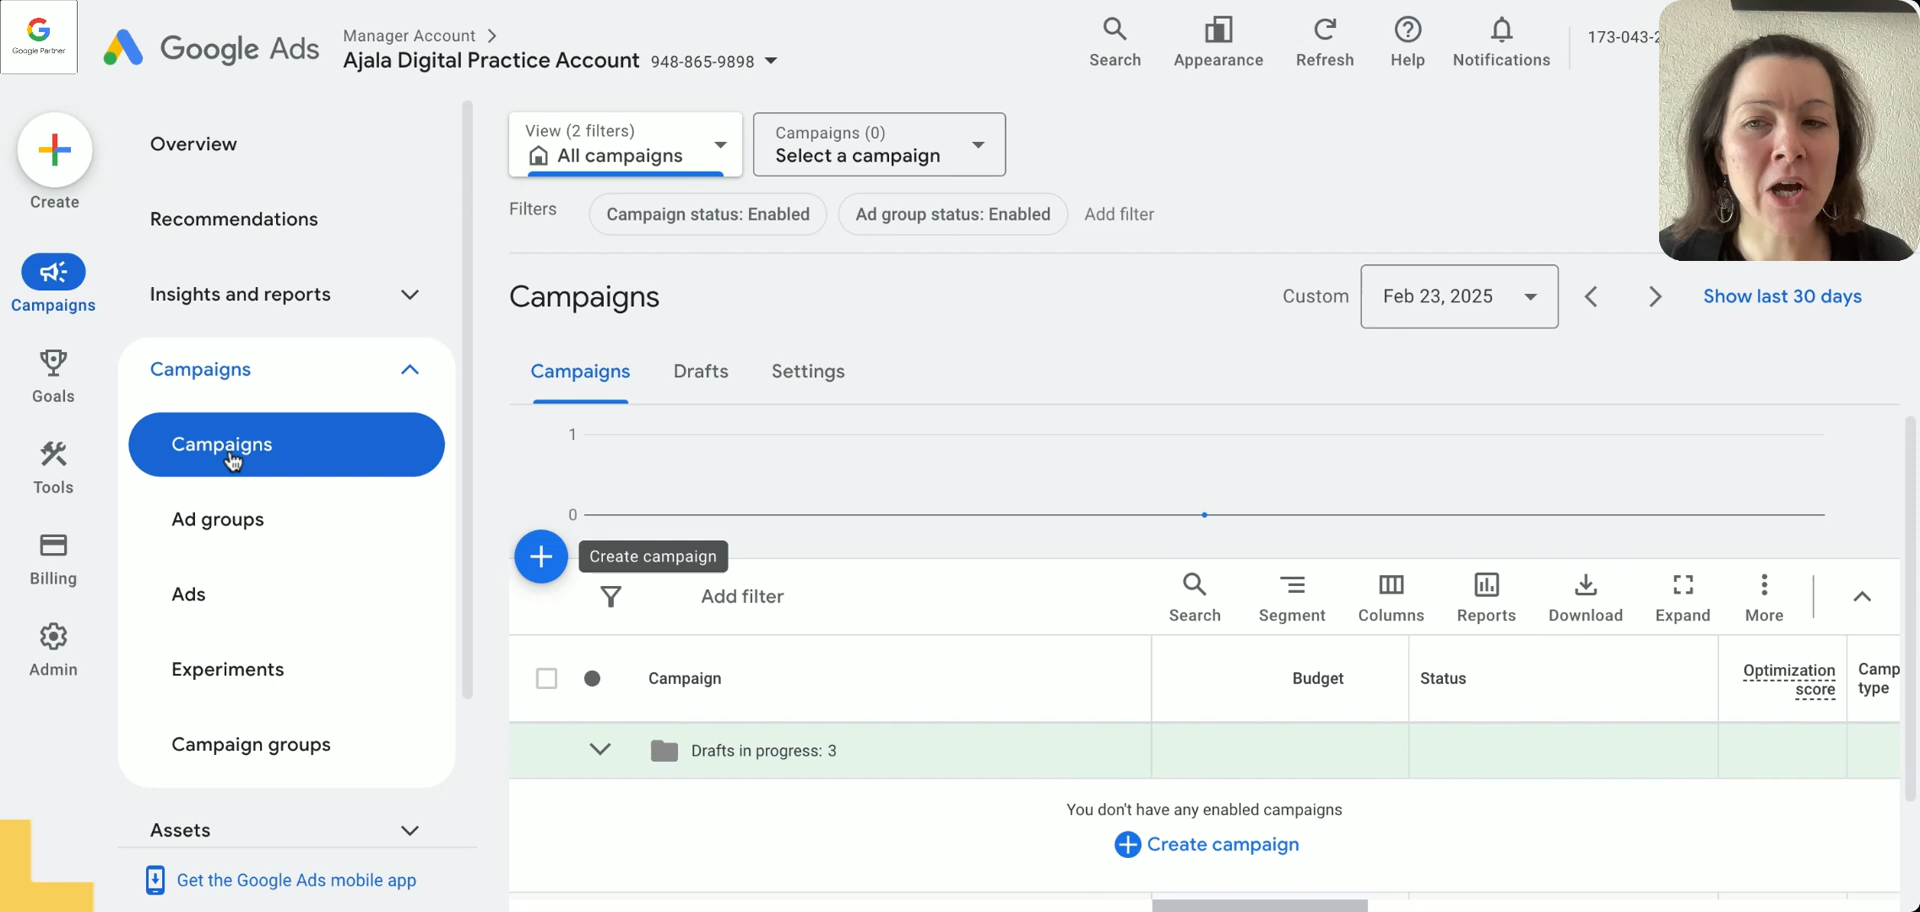 Google Partner
Google Ads
Manager Account
Ajala Digital Practice Account 948-865-9898
Search
Appearance
Refresh
Help
Notifications
173-043-2
Create
Campaigns
Goals
Tools
Billing
Admin
Overview
Recommendations
Insights and reports
Campaigns
Campaigns
Ad groups
Ads
Experiments
Campaign groups
Assets
Get the Google Ads mobile app
View (2 filters)
All campaigns
Campaigns (0)
Select a campaign
Filters
Campaign status: Enabled
Ad group status: Enabled
Add filter
Campaigns
Custom
Feb 23, 2025
Show last 30 days
Campaigns
Drafts
Settings
1
0
Create campaign
Add filter
Search
Segment
Columns
Reports
Download
Expand
More
Campaign
Budget
Status
Optimization
score
Camp
type
Drafts in progress: 3
You don't have any enabled campaigns
Create campaign